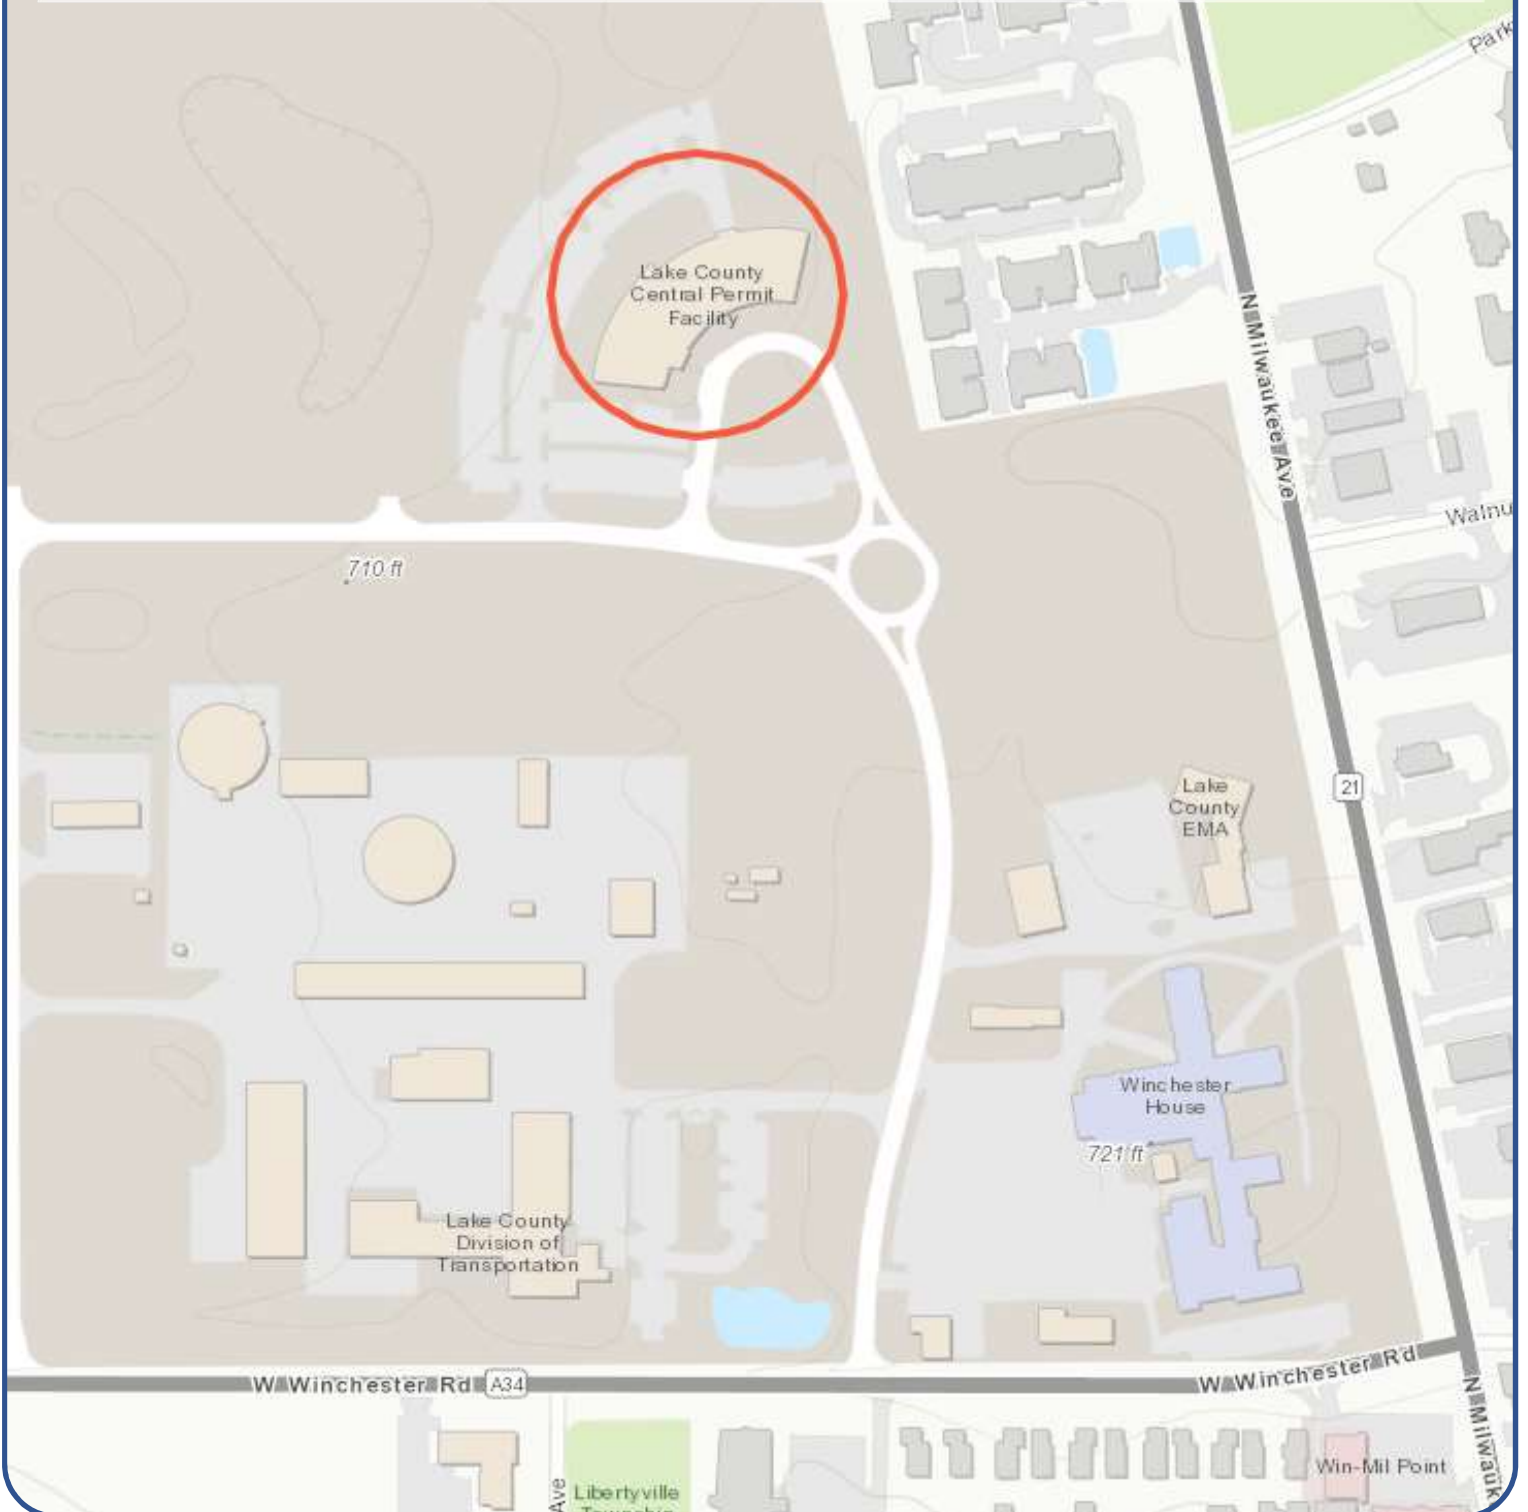 Park
Lake County
Central Permit
Facility
N Milwaukee Ave
Walnu
710 ft
21
Lake
County
EMA
Winchester
House
721 ft
Lake County
Division of
Transportation
W Winchester Rd
A34
W Winchester Rd
N Milwauk
Win-Mil Point
Ave
Libertyville
Township